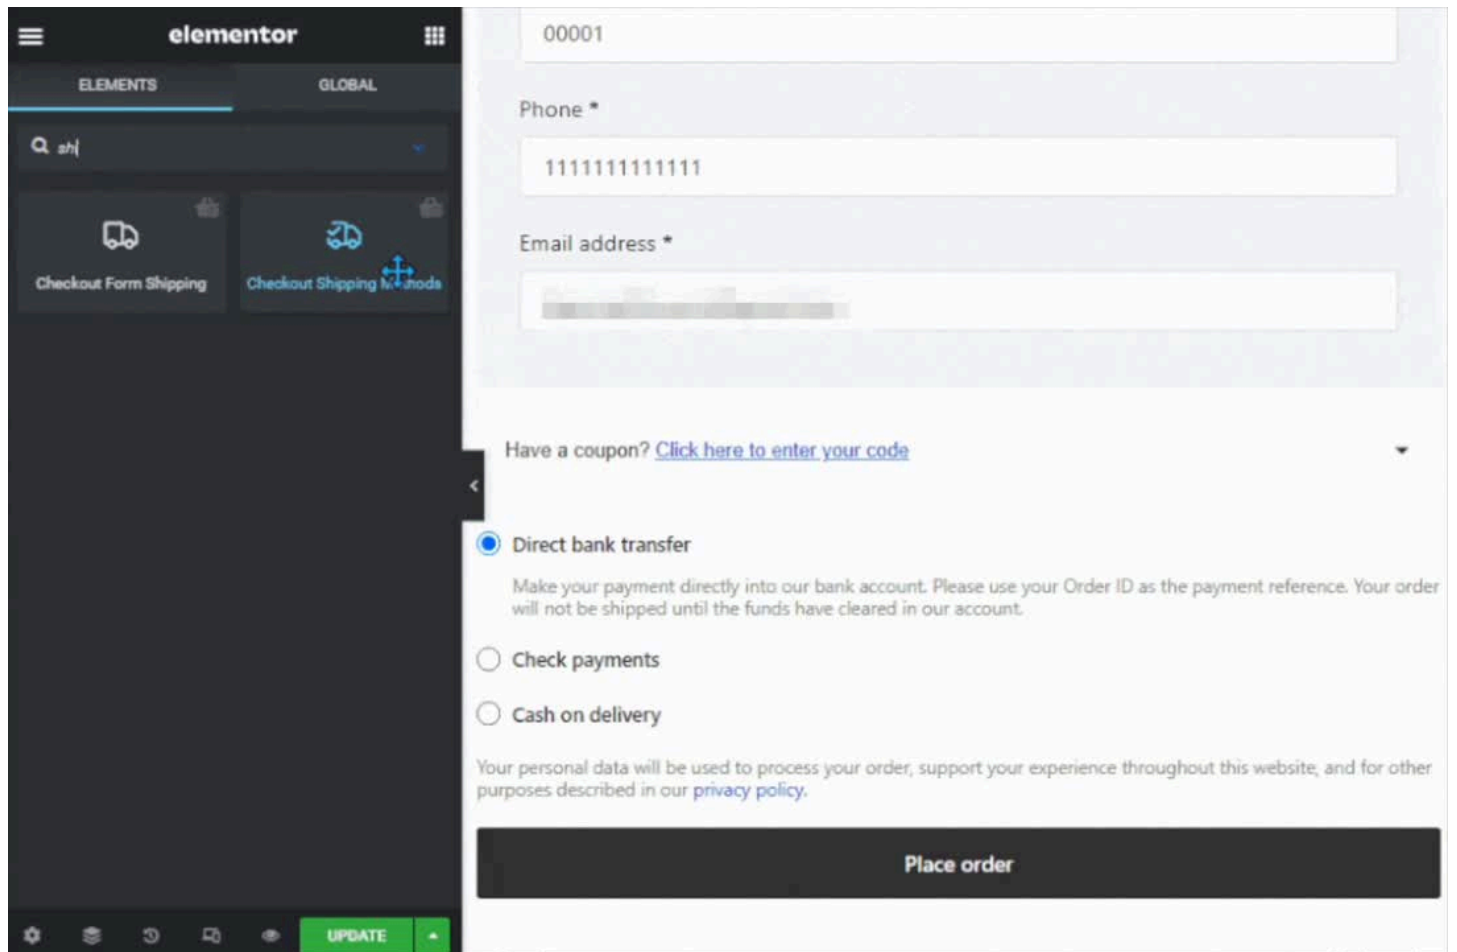 elementor
ELEMENTS
GLOBAL
sh
Checkout Form Shipping
Checkout Shipping
00001
Phone *
1111111111111
Email address *
Have a coupon? Click here to enter your code
Direct bank transfer
Make your payment directly into our bank account. Please use your Order ID as the payment reference. Your order
will not be shipped until the funds have cleared in our account.
Check payments
Cash on delivery
Your personal data will be used to process your order, support your experience throughout this website, and for other
purposes described in our privacy policy.
Place order
UPDATE